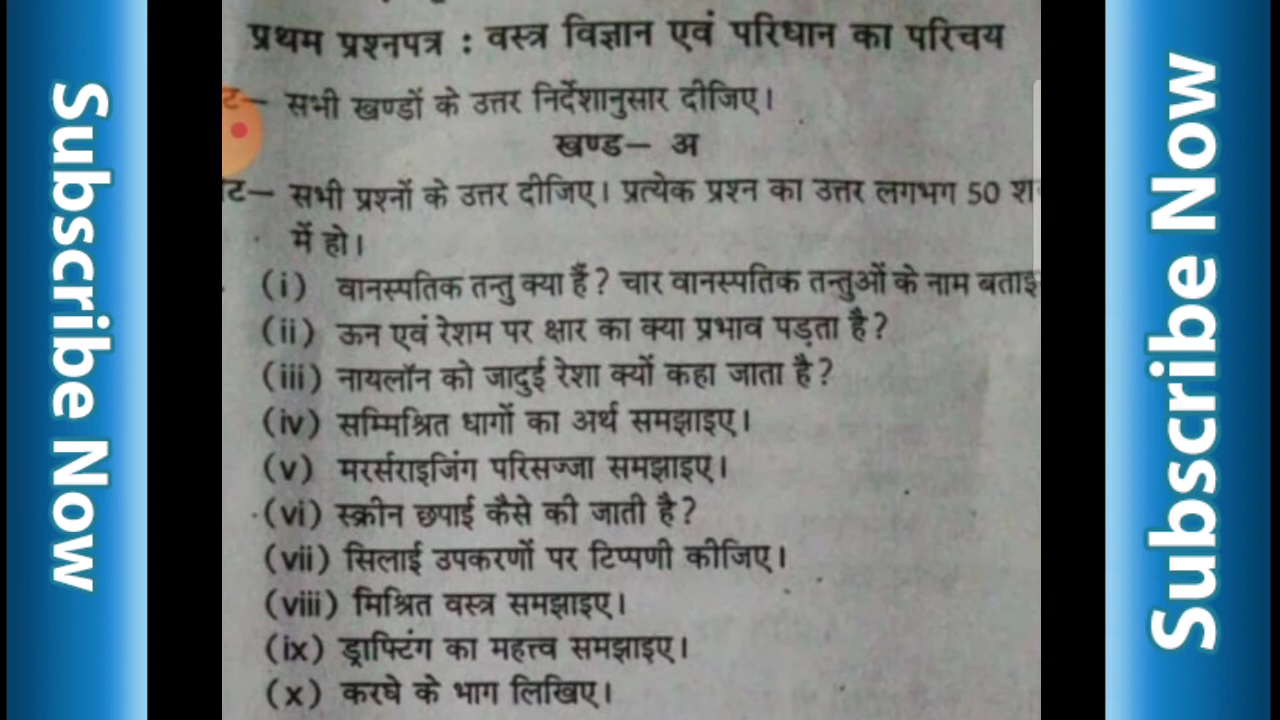 Subscribe Now
प्रथम प्रश्नपत्र : वस्त्र विज्ञान एवं परिधान का परिचय
सभी खण्डों के उत्तर निर्देशानुसार दीजिए।
खण्ड— अ
सभी प्रश्नों के उत्तर दीजिए। प्रत्येक प्रश्न का उत्तर लगभग 50
में हो।
(i) वानस्पतिक तन्तु क्या हैं? चार वानस्पतिक तन्तुओं के नाम
(ii) ऊन एवं रेशम पर क्षार का क्या प्रभाव पड़ता है?
(iii) नायलॉन को जादुई रेशा क्यों कहा जाता है?
(iv) सम्मिश्रित धागों का अर्थ समझाइए।
(v) मरर्सराइजिंग परिसज्जा समझाइए।
(vi) स्क्रीन छपाई कैसे की जाती है?
(vii) सिलाई उपकरणों पर टिप्पणी कीजिए।
(viii) मिश्रित वस्त्र समझाइए।
(ix) ड्राफ्टिंग का महत्त्व समझाइए।
(x) करघे के भाग लिखिए।
Subscribe Now